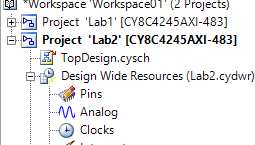 *Workspace 'Workspace01' (2 Projects)
Project 'Lab1' [CY8C4245AXI-483]
Project 'Lab2' [CY8C4245AXI-483]
TopDesign.cysch
Design Wide Resources (Lab2.cydwr)
Pins
Analog
Clocks